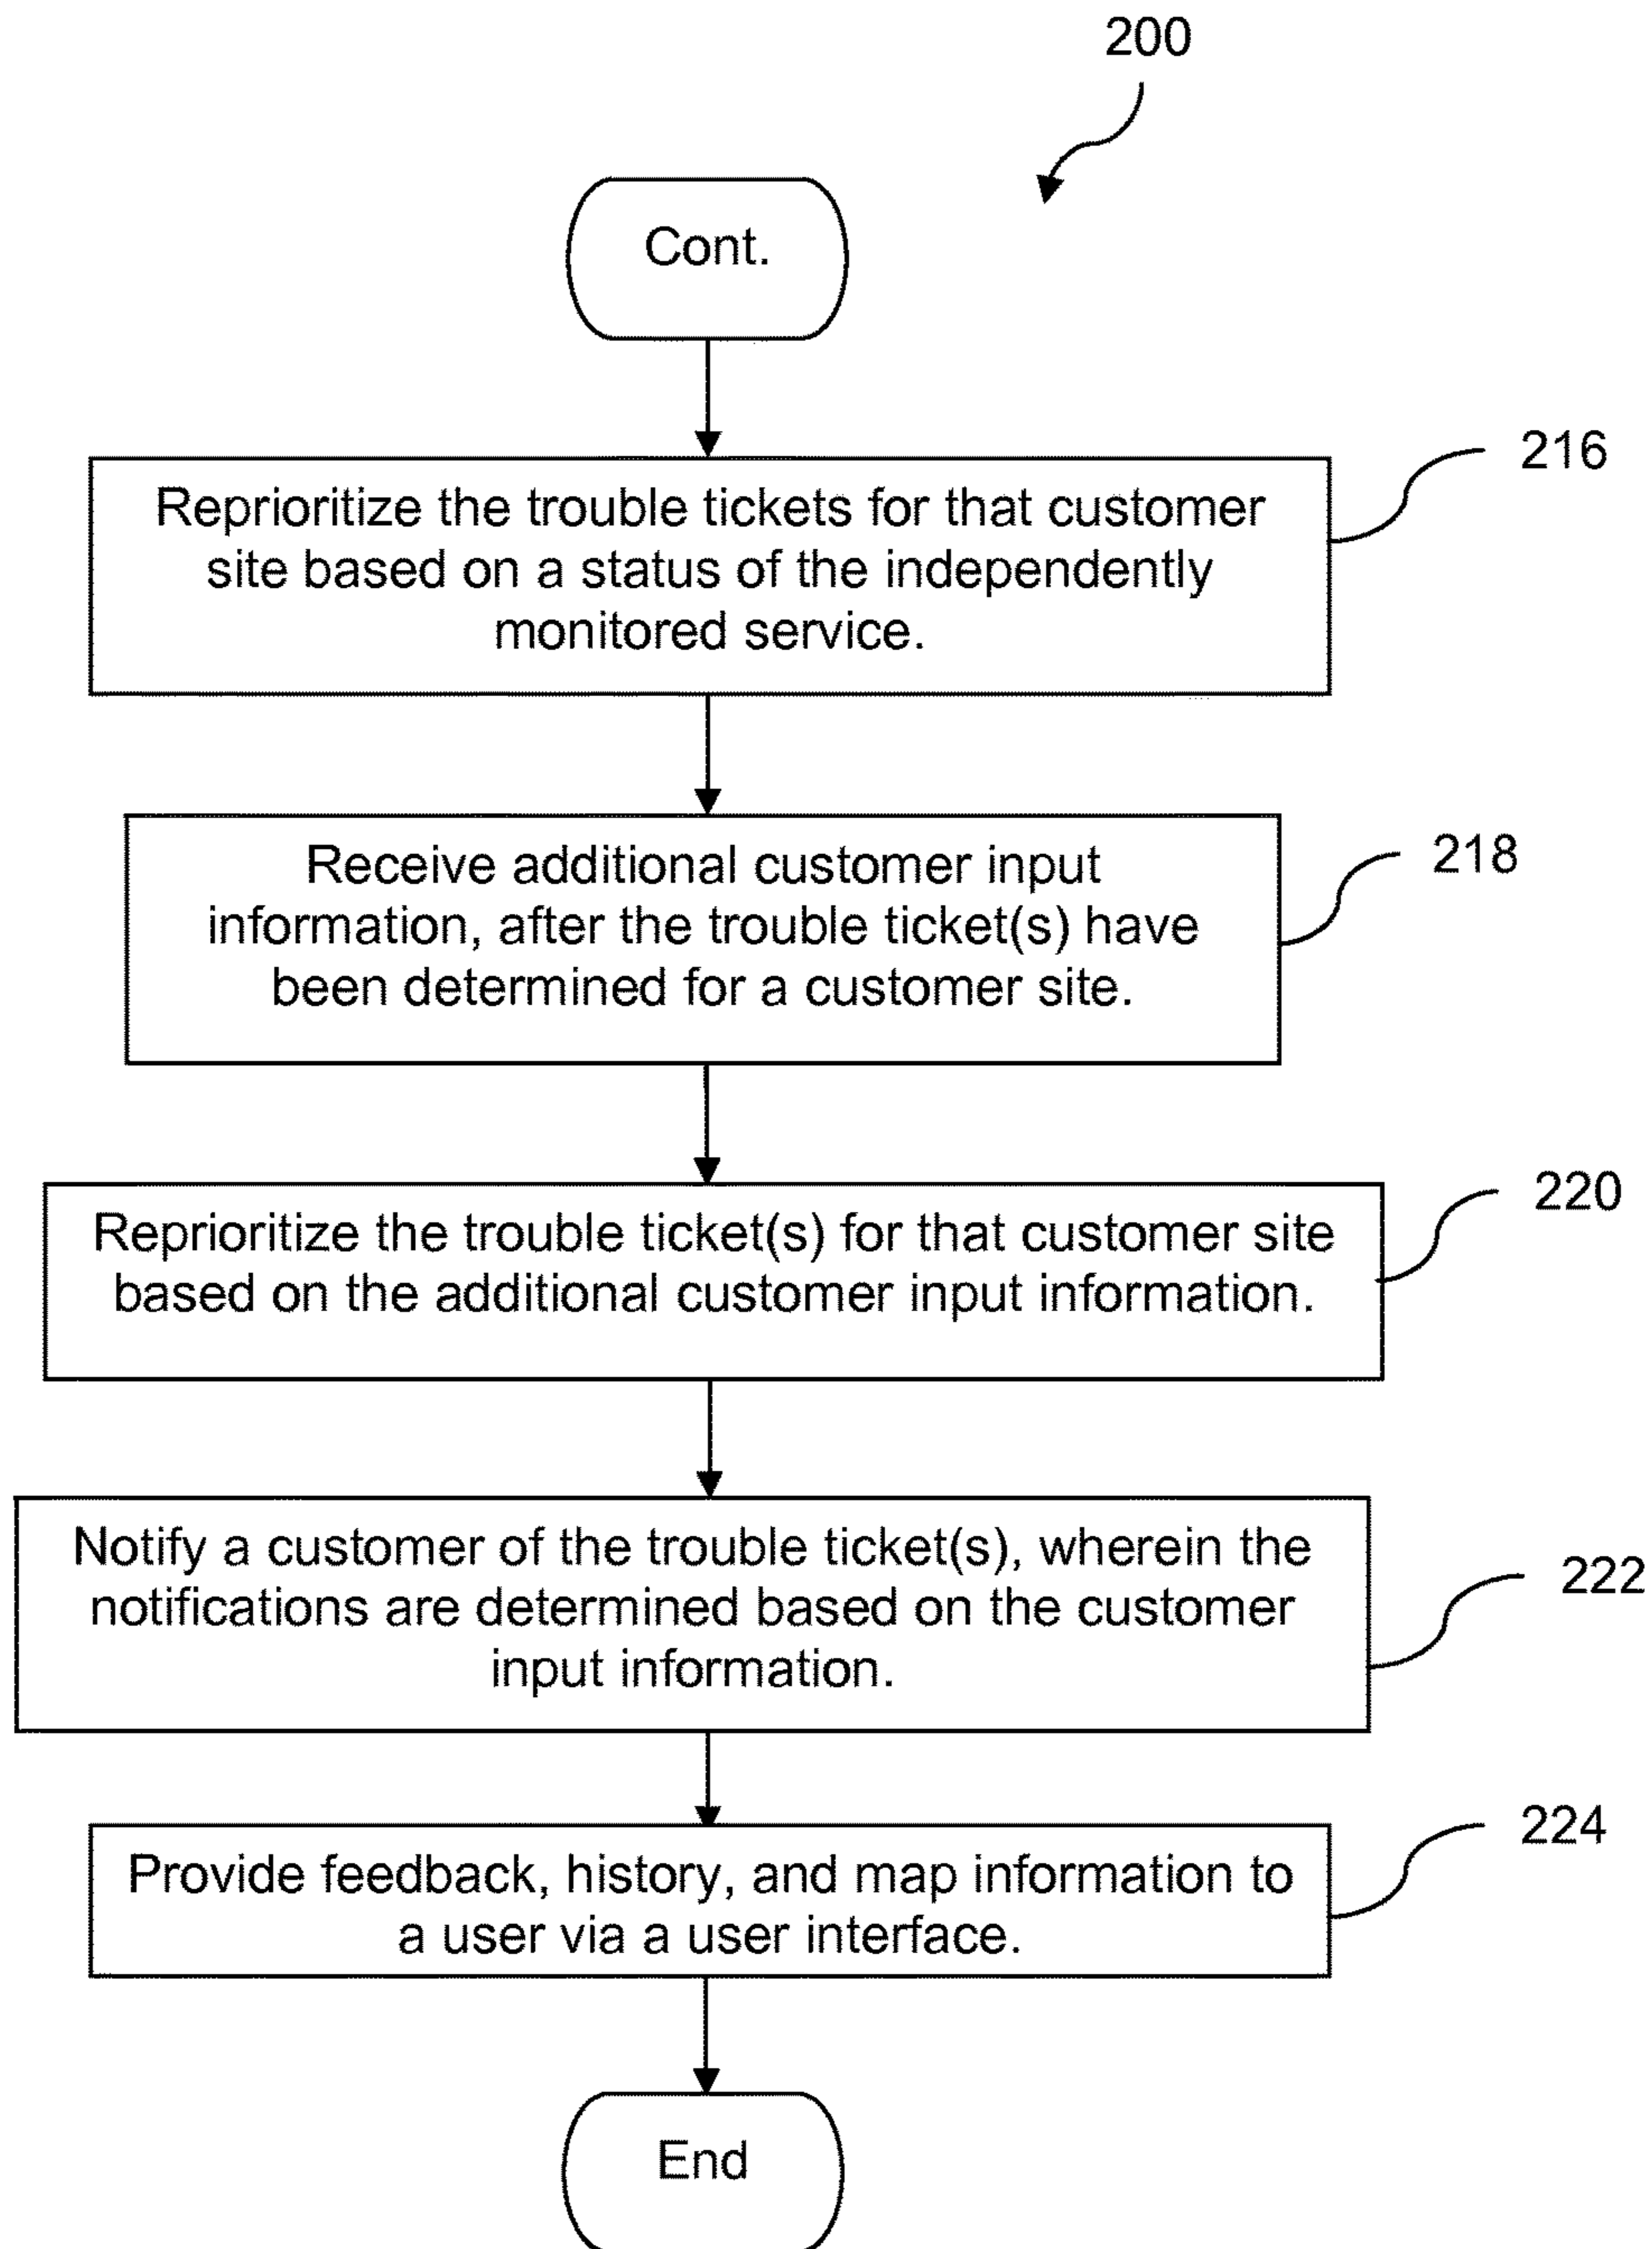 200
Cont.
216
Reprioritize the trouble tickets for that customer
site based on a status of the independently
monitored service.
218
Receive additional customer input
information, after the trouble ticket(s) have
been determined for a customer site.
220
Reprioritize the trouble ticket(s) for that customer site
based on the additional customer input information.
222
Notify a customer of the trouble ticket(s), wherein the
notifications are determined based on the customer
input information.
224
Provide feedback, history, and map information to
a user via a user interface.
End